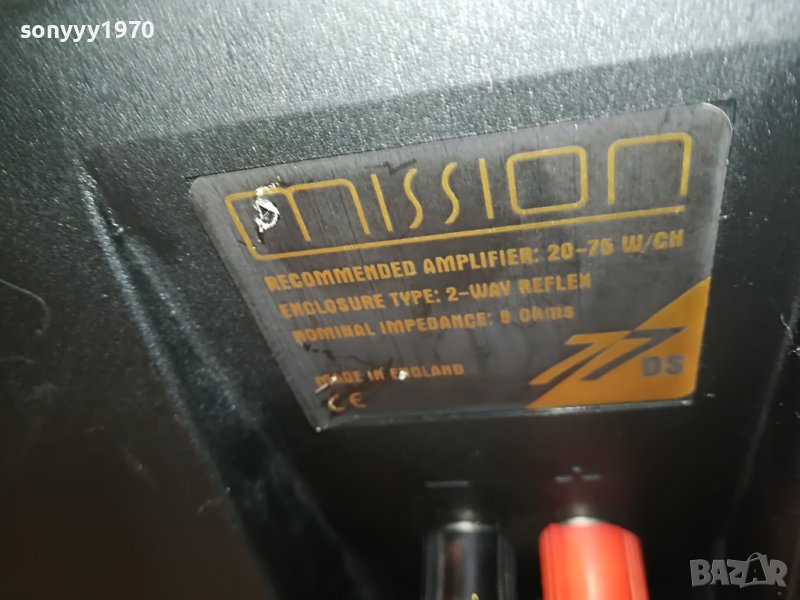 sonyyy1970
mission
RECOMMENDED AMPLIFIER: 20-75 W/CH
ENCLOSURE TYPE: 2-WAY REFLEX
NOMINAL IMPEDANCE: 8 Ohms
77 DS
MADE IN ENGLAND
CE
- +
BAZAR